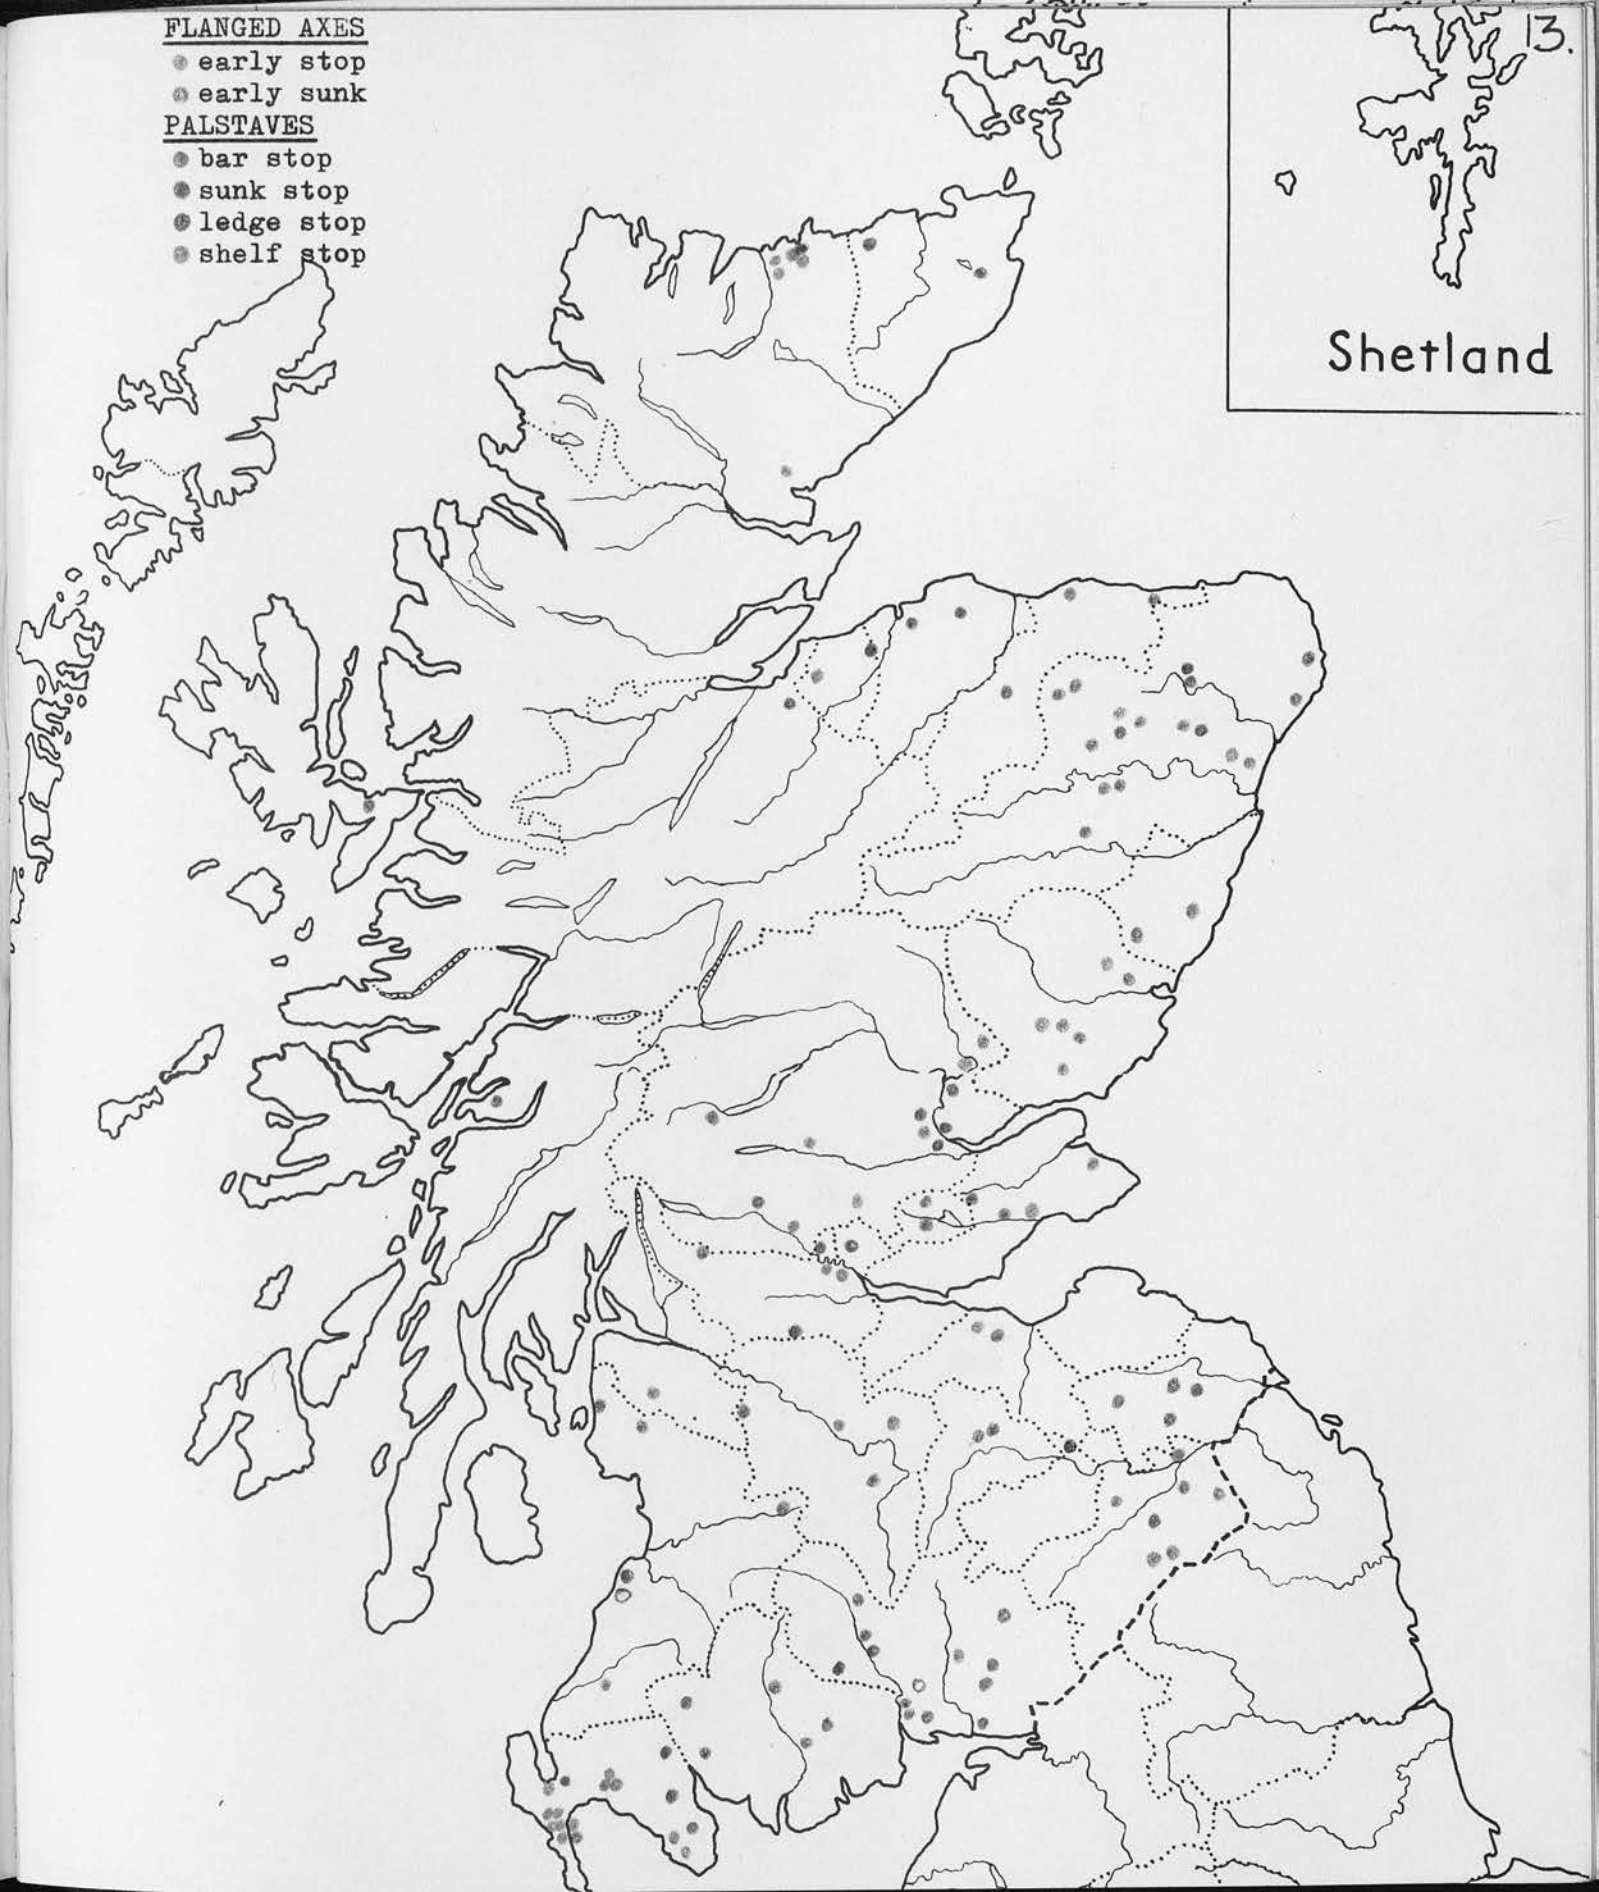 FLANGED AXES
early stop
early sunk
PALSTAVES
bar stop
sunk stop
ledge stop
shelf stop
13.
Shetland